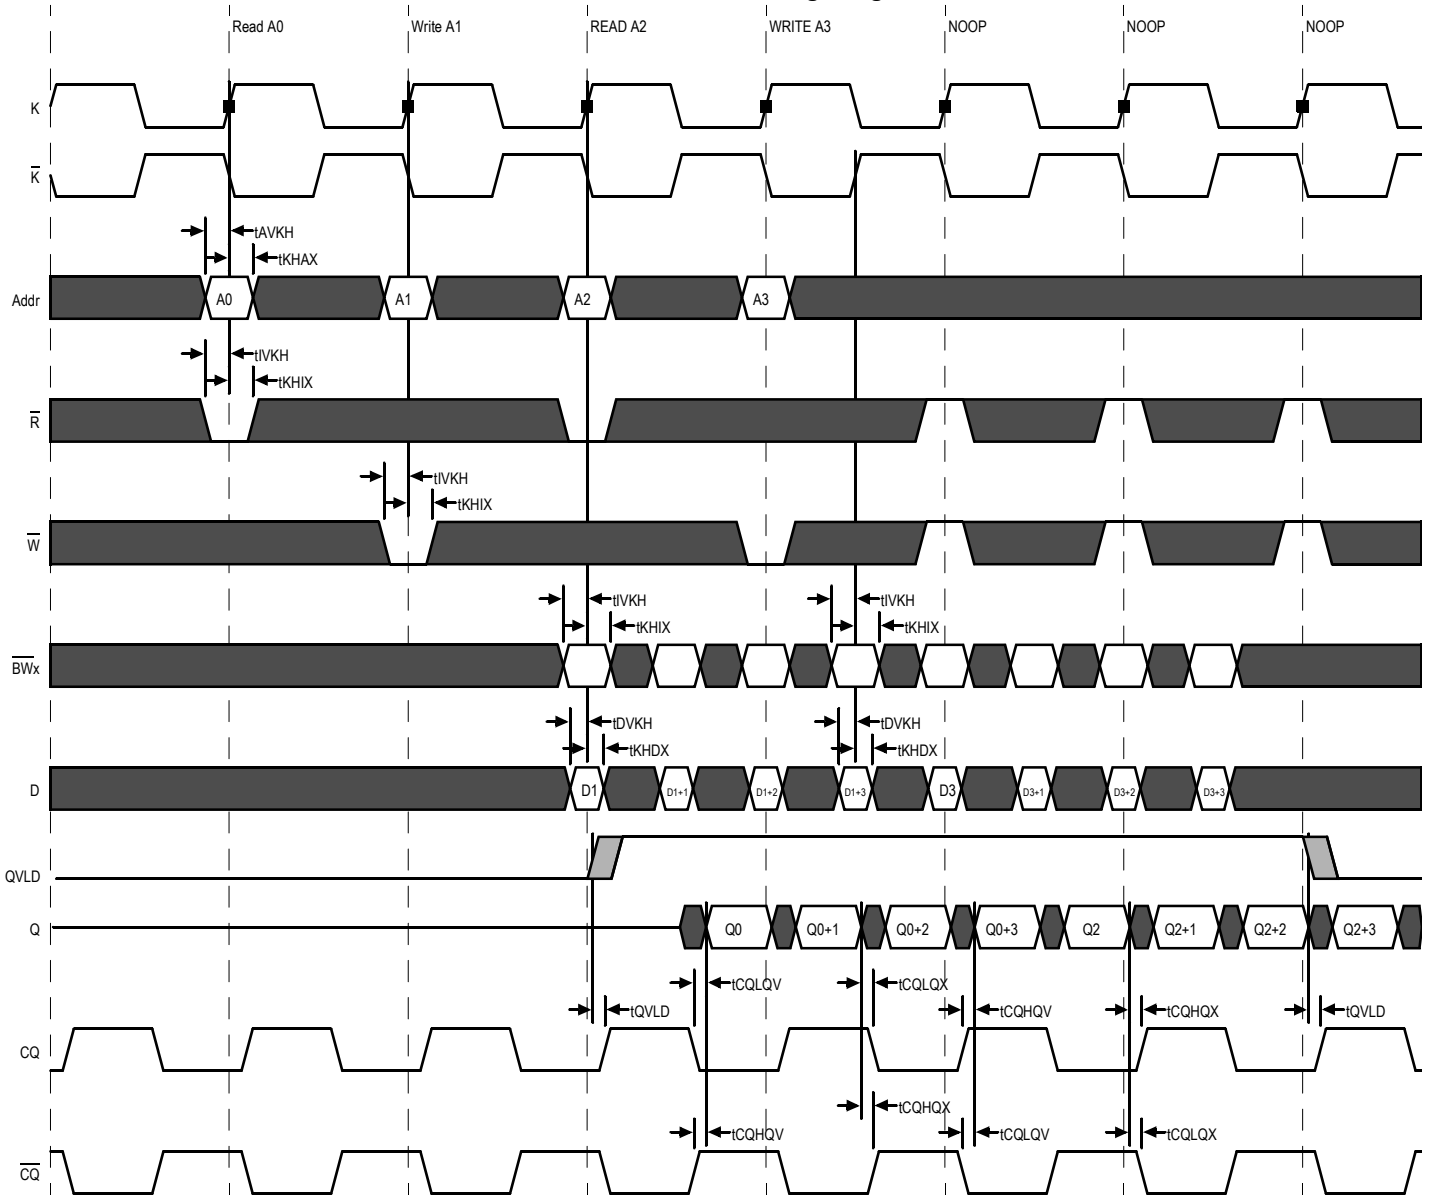 Read A0 Write A1 READ A2 WRITE A3 NOOP NOOP NOOP
K
K
tAVKH
tKHAX
Addr A0 A1 A2 A3
tIVKH
tKHIX
R
tIVKH
tKHIX
W
tIVKH tIVKH
tKHIX tKHIX
BWx
tDVKH tDVKH
tKHDX tKHDX
D D1 D1+1 D1+2 D1+3 D3 D3+1 D3+2 D3+3
QVLD
Q Q0 Q0+1 Q0+2 Q0+3 Q2 Q2+1 Q2+2 Q2+3
tCQLQV tCQLQX
tQVLD tCQHQV tCQHQX tQVLD
CQ
tCQHQX
tCQHQV tCQLQV tCQLQX
CQ